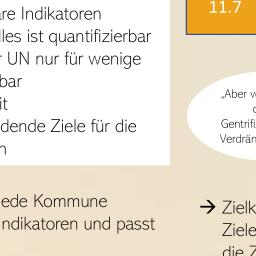 re Indikatoren
lles ist quantifizierbar
r UN nur für wenige
bar
it
dende Ziele für die
n
ede Kommune
ndikatoren und passt
11.7
„Aber w
Gentrifi
Verdrän
→ Zielk
Ziele
die Z